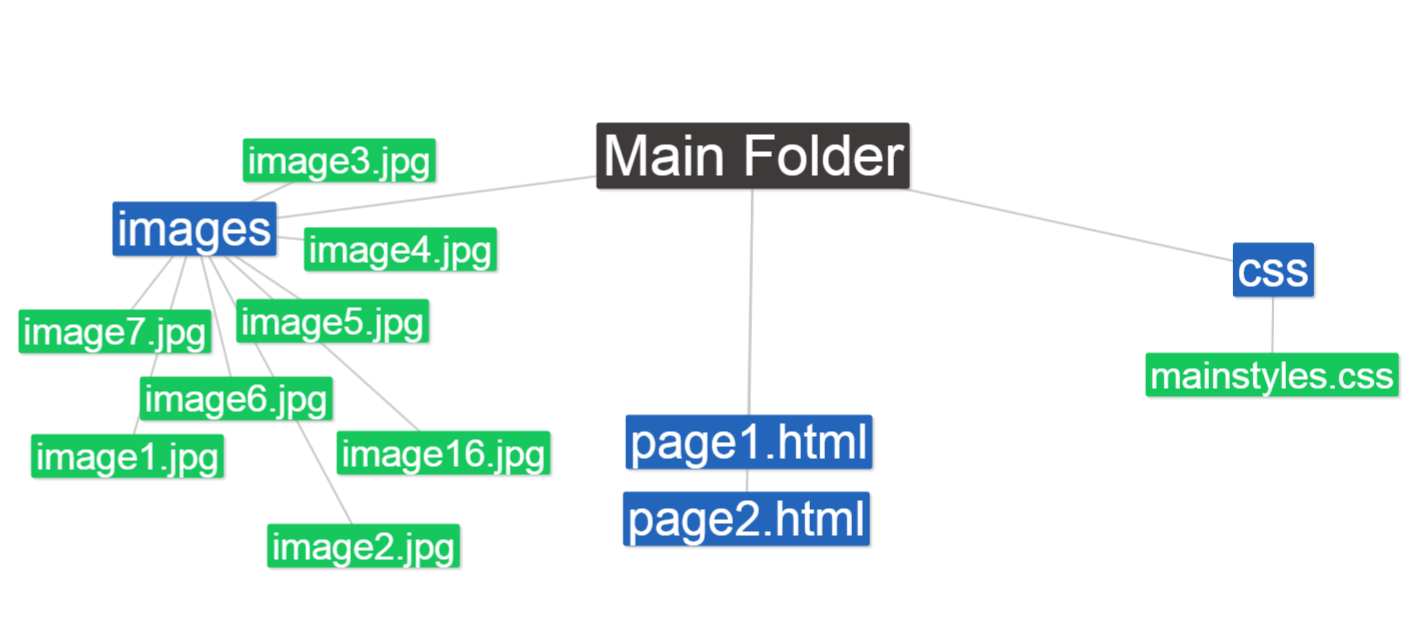 Main Folder
image3.jpg
images
image4.jpg
css
image7.jpg
image5.jpg
mainstyles.css
image6.jpg
page1.html
image1.jpg
image16.jpg
page2.html
image2.jpg